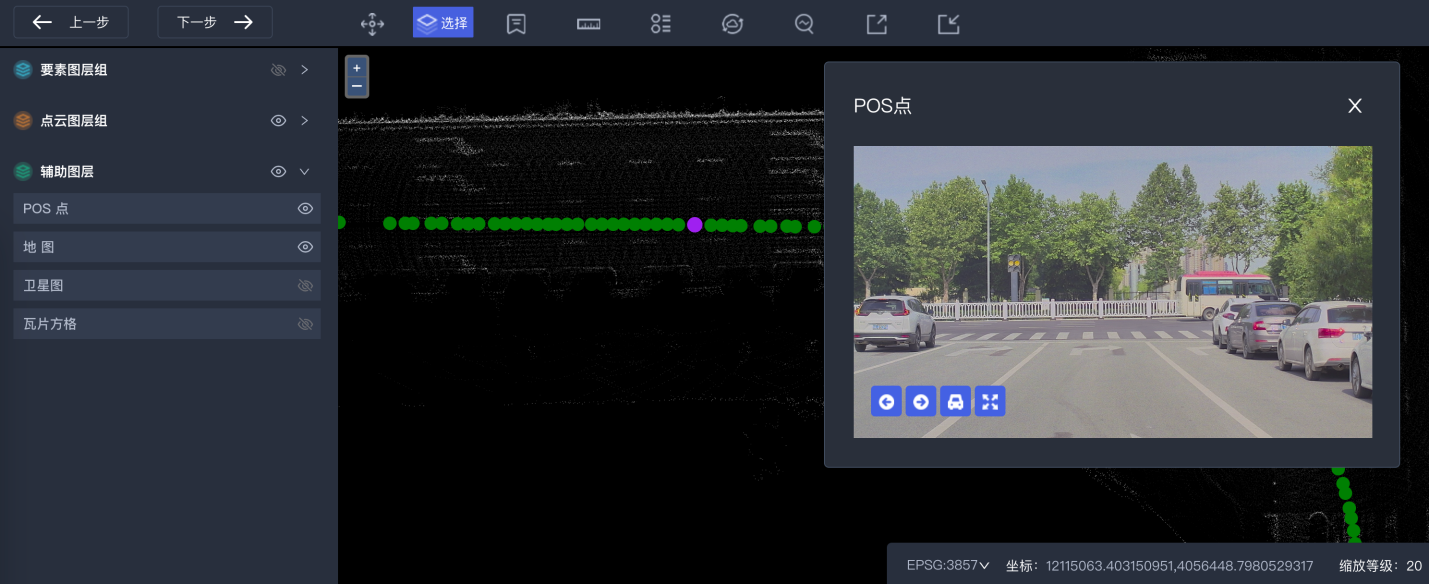 上一步
下一步
选择
要素图层组
点云图层组
辅助图层
POS 点
地 图
卫星图
瓦片方格
+
−
POS点
X
EPSG:3857
坐标：12115063.403150951,4056448.7980529317
缩放等级：20